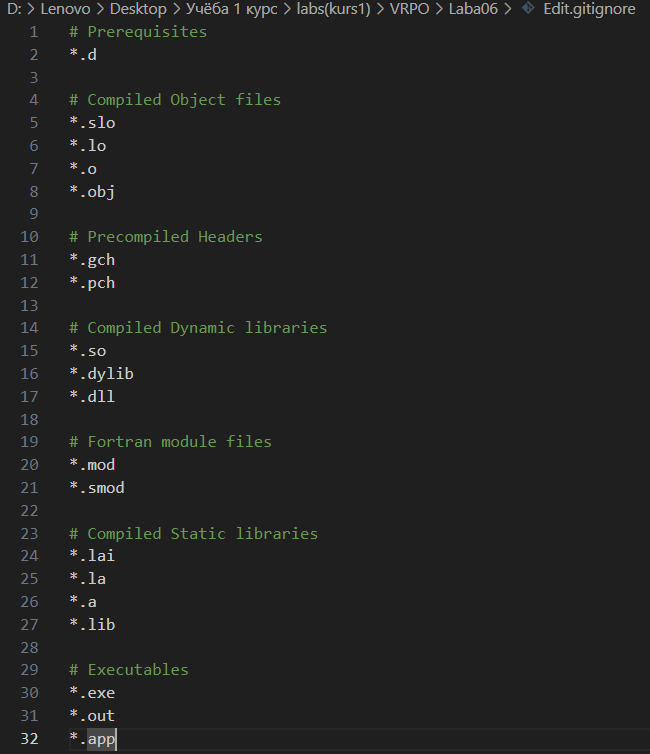 D: > Lenovo > Desktop > Учёба 1 курс > labs(kurs1) > VRPO > Laba06 > Edit.gitignore
1 # Prerequisites
2 *.d
3
4 # Compiled Object files
5 *.slo
6 *.lo
7 *.o
8 *.obj
9
10 # Precompiled Headers
11 *.gch
12 *.pch
13
14 # Compiled Dynamic libraries
15 *.so
16 *.dylib
17 *.dll
18
19 # Fortran module files
20 *.mod
21 *.smod
22
23 # Compiled Static libraries
24 *.lai
25 *.la
26 *.a
27 *.lib
28
29 # Executables
30 *.exe
31 *.out
32 *.app